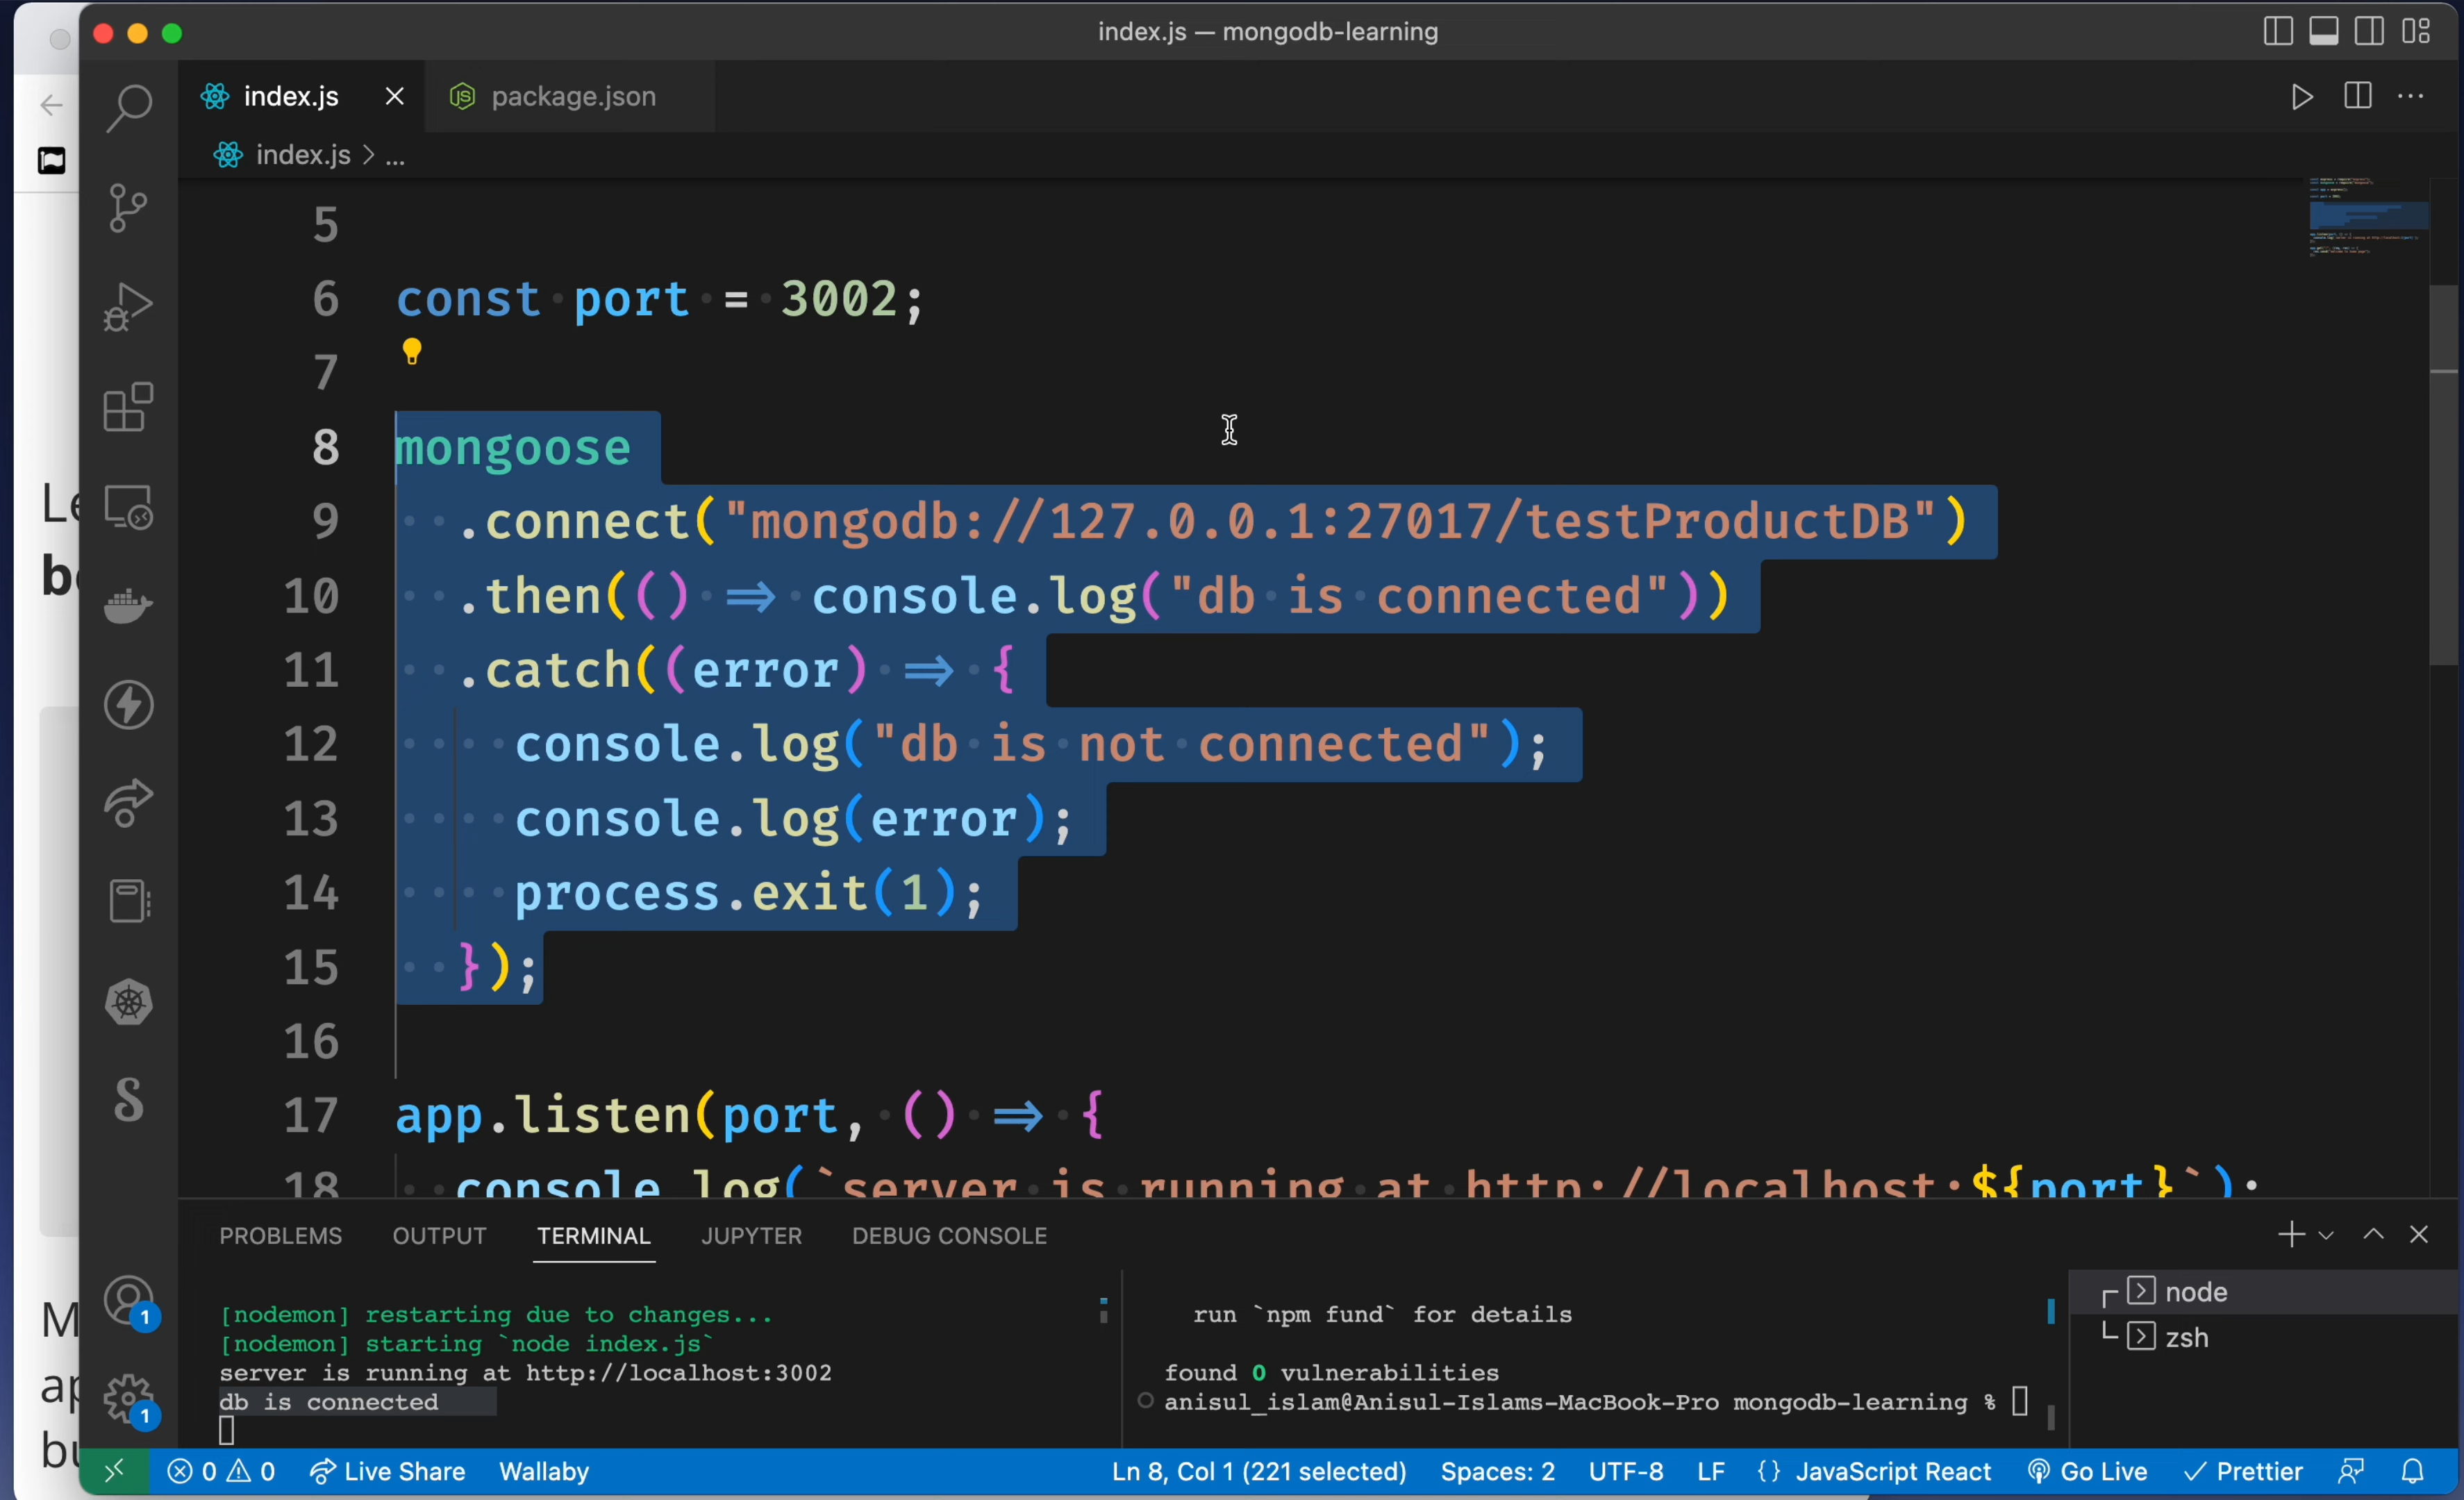 index.js — mongodb-learning
index.js
package.json
index.js > ...
5
6 const port = 3002;
7
8 mongoose
9 .connect("mongodb://127.0.0.1:27017/testProductDB")
10 .then(() => console.log("db is connected"))
11 .catch((error) => {
12 console.log("db is not connected");
13 console.log(error);
14 process.exit(1);
15 });
16
17 app.listen(port, () => {
18 console.log(`server is running at http://localhost:${port}`);
PROBLEMS OUTPUT TERMINAL JUPYTER DEBUG CONSOLE
[nodemon] restarting due to changes...
[nodemon] starting `node index.js`
server is running at http://localhost:3002
db is connected
run `npm fund` for details
found 0 vulnerabilities
anisul_islam@Anisul-Islams-MacBook-Pro mongodb-learning %
node
zsh
1
1
0 0 Live Share Wallaby Ln 8, Col 1 (221 selected) Spaces: 2 UTF-8 LF {} JavaScript React Go Live Prettier